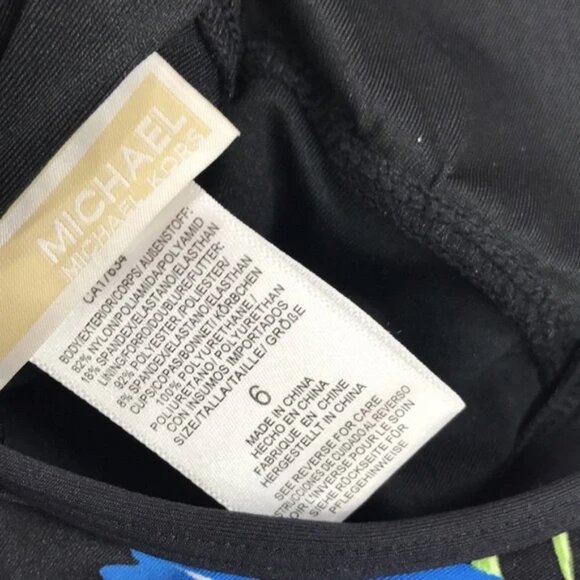 MICHAEL
MICHAEL KORS
CA17634
BODY/EXTERIOR/CORPS/AUßENSTOFF:
82% NYLON/POLIAMIDA/POLYAMID
18% SPANDEX/ELASTANO/ELASTHAN
LINING/FORRO/DOUBLURE/FUTTER:
92% POLYESTER/POLIESTER/
8% SPANDEX/ELASTANO/ELASTHAN
CUPS/COPAS/BONNET/KÖRBCHEN
100% POLYURETHANE/
POLIURETANO POLYURETHAN
CON INSUMOS IMPORTADOS
SIZE/TALLA/TAILLE/ GRÖßE
6
MADE IN CHINA
HECHO EN CHINA
FABRIQUE EN CHINE
HERGESTELLT IN CHINA
SEE REVERSE FOR CARE
INSTRUCCIONES DE CUIDADO AL REVERSO
VOIR L'INVERSE POUR LE SOIN
SIEHE RÜCKSEITE FÜR
PFLEGEHINWEISE